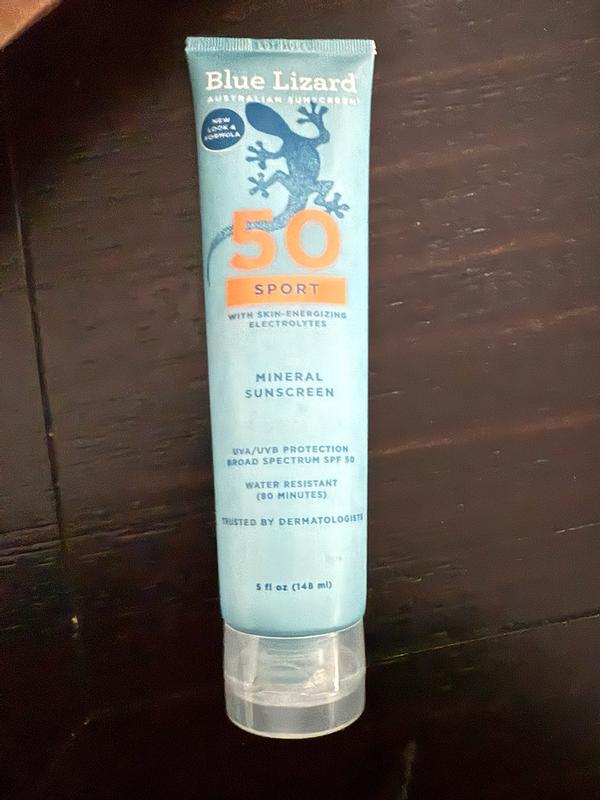 Blue Lizard
AUSTRALIAN SUNSCREEN
NEW
LOOK &
FORMULA
50
SPORT
WITH SKIN-ENERGIZING
ELECTROLYTES
MINERAL
SUNSCREEN
UVA/UVB PROTECTION
BROAD SPECTRUM SPF 50
WATER RESISTANT
(80 MINUTES)
TRUSTED BY DERMATOLOGISTS
5 fl oz (148 ml)